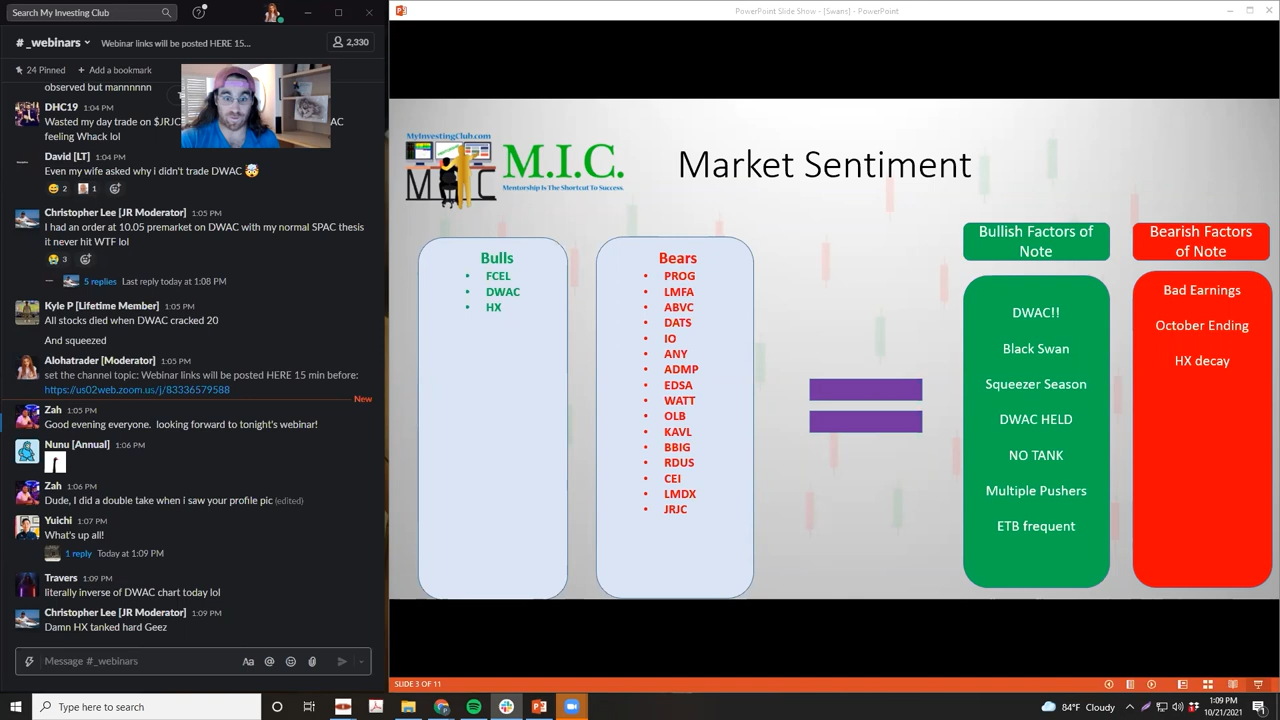 Search My Investing Club
# _webinars
Webinar links will be posted HERE 15...
2,330
24 Pinned
+ Add a bookmark
observed but mannnnn
DHC19 1:04 PM
Wasted my day trade on $JRJC
AC
feeling Whack lol
David [LT] 1:04 PM
Even my wife asked why i didn't trade DWAC
2
1
Christopher Lee [JR Moderator] 1:05 PM
I had an order at 10.05 premarket on DWAC with my normal SPAC thesis
it never hit WTF lol
3
5 replies Last reply today at 1:08 PM
Kyle P [Lifetime Member] 1:05 PM
All stocks died when DWAC cracked 20
And squeezed
Alohatrader [Moderator] 1:05 PM
set the channel topic: Webinar links will be posted HERE 15 min before:
https://us02web.zoom.us/j/83336579588
New
Zah 1:05 PM
Good evening everyone. looking forward to tonight's webinar!
Nunu [Annual] 1:06 PM
Zah 1:06 PM
Dude, I did a double take when i saw your profile pic (edited)
Yuichi 1:07 PM
What's up all!
1 reply Today at 1:09 PM
Travers 1:09 PM
literally inverse of DWAC chart today lol
Christopher Lee [JR Moderator] 1:09 PM
Damn HX tanked hard Geez
Message #_webinars
Aa
PowerPoint Slide Show - [Swans] - PowerPoint
MyInvestingClub.com
M.I.C.
Mentorship Is The Shortcut To Success.
Market Sentiment
Bulls
• FCEL
• DWAC
• HX
Bears
• PROG
• LMFA
• ABVC
• DATS
• IO
• ANY
• ADMP
• EDSA
• WATT
• OLB
• KAVL
• BBIG
• RDUS
• CEI
• LMDX
• JRJC
Bullish Factors of
Note
DWAC!!
Black Swan
Squeezer Season
DWAC HELD
NO TANK
Multiple Pushers
ETB frequent
Bearish Factors
of Note
Bad Earnings
October Ending
HX decay
SLIDE 3 OF 11
Type here to search
84°F Cloudy
1:09 PM
10/21/2021